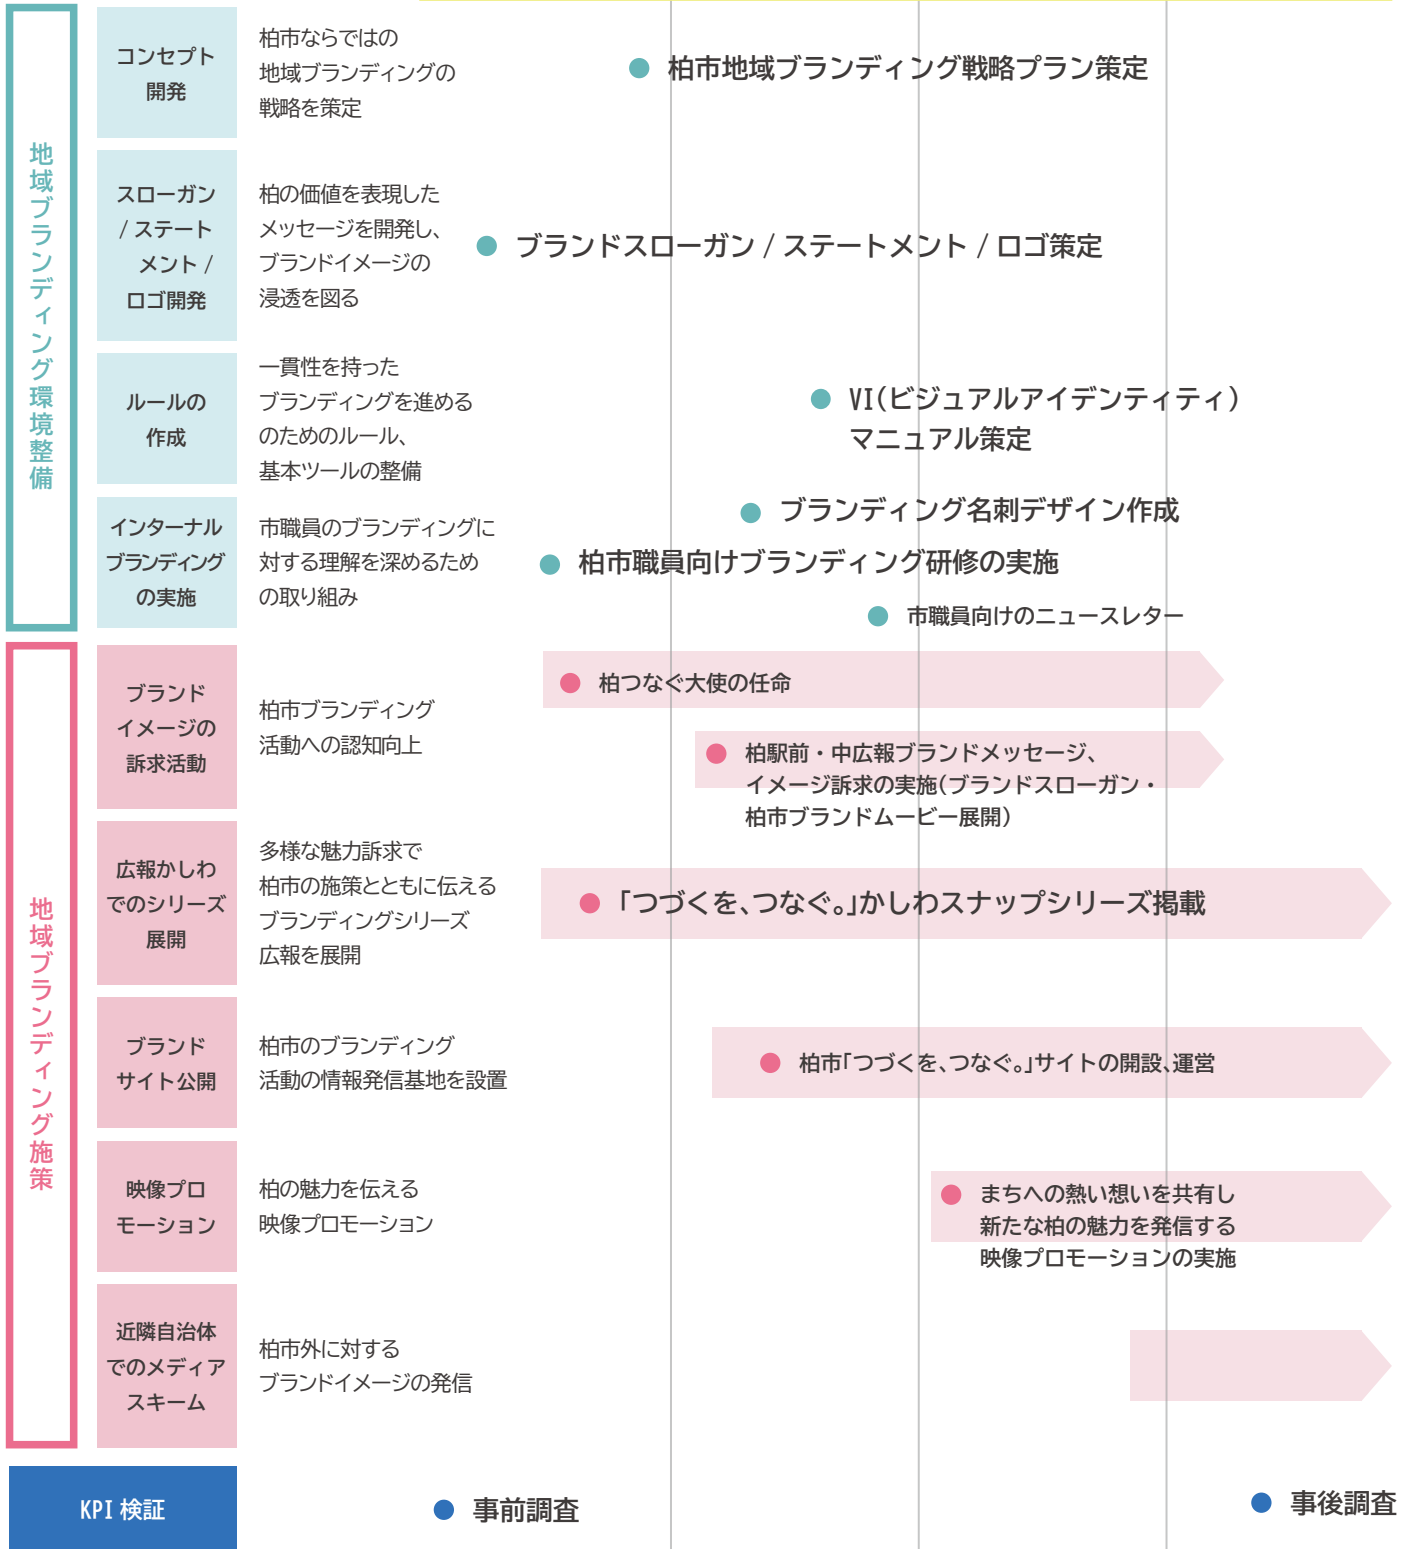 地域ブランディング環境整備
コンセプト
開発
柏市ならではの
地域ブランディングの
戦略を策定
柏市地域ブランディング戦略プラン策定
スローガン
/ ステート
メント /
ロゴ開発
柏の価値を表現した
メッセージを開発し、
ブランドイメージの
浸透を図る
ブランドスローガン / ステートメント / ロゴ策定
ルールの
作成
一貫性を持った
ブランディングを進める
のためのルール、
基本ツールの整備
VI(ビジュアルアイデンティティ)
マニュアル策定
インターナル
ブランディング
の実施
市職員のブランディングに
対する理解を深めるため
の取り組み
ブランディング名刺デザイン作成
柏市職員向けブランディング研修の実施
市職員向けのニュースレター
地域ブランディング施策
ブランド
イメージの
訴求活動
柏市ブランディング
活動への認知向上
柏つなぐ大使の任命
柏駅前・中広報ブランドメッセージ、
イメージ訴求の実施(ブランドスローガン・
柏市ブランドムービー展開)
広報かしわ
でのシリーズ
展開
多様な魅力訴求で
柏市の施策とともに伝える
ブランディングシリーズ
広報を展開
「つづくを、つなぐ。」かしわスナップシリーズ掲載
ブランド
サイト公開
柏市のブランディング
活動の情報発信基地を設置
柏市「つづくを、つなぐ。」サイトの開設、運営
映像プロ
モーション
柏の魅力を伝える
映像プロモーション
まちへの熱い想いを共有し
新たな柏の魅力を発信する
映像プロモーションの実施
近隣自治体
でのメディア
スキーム
柏市外に対する
ブランドイメージの発信
KPI 検証
事前調査
事後調査